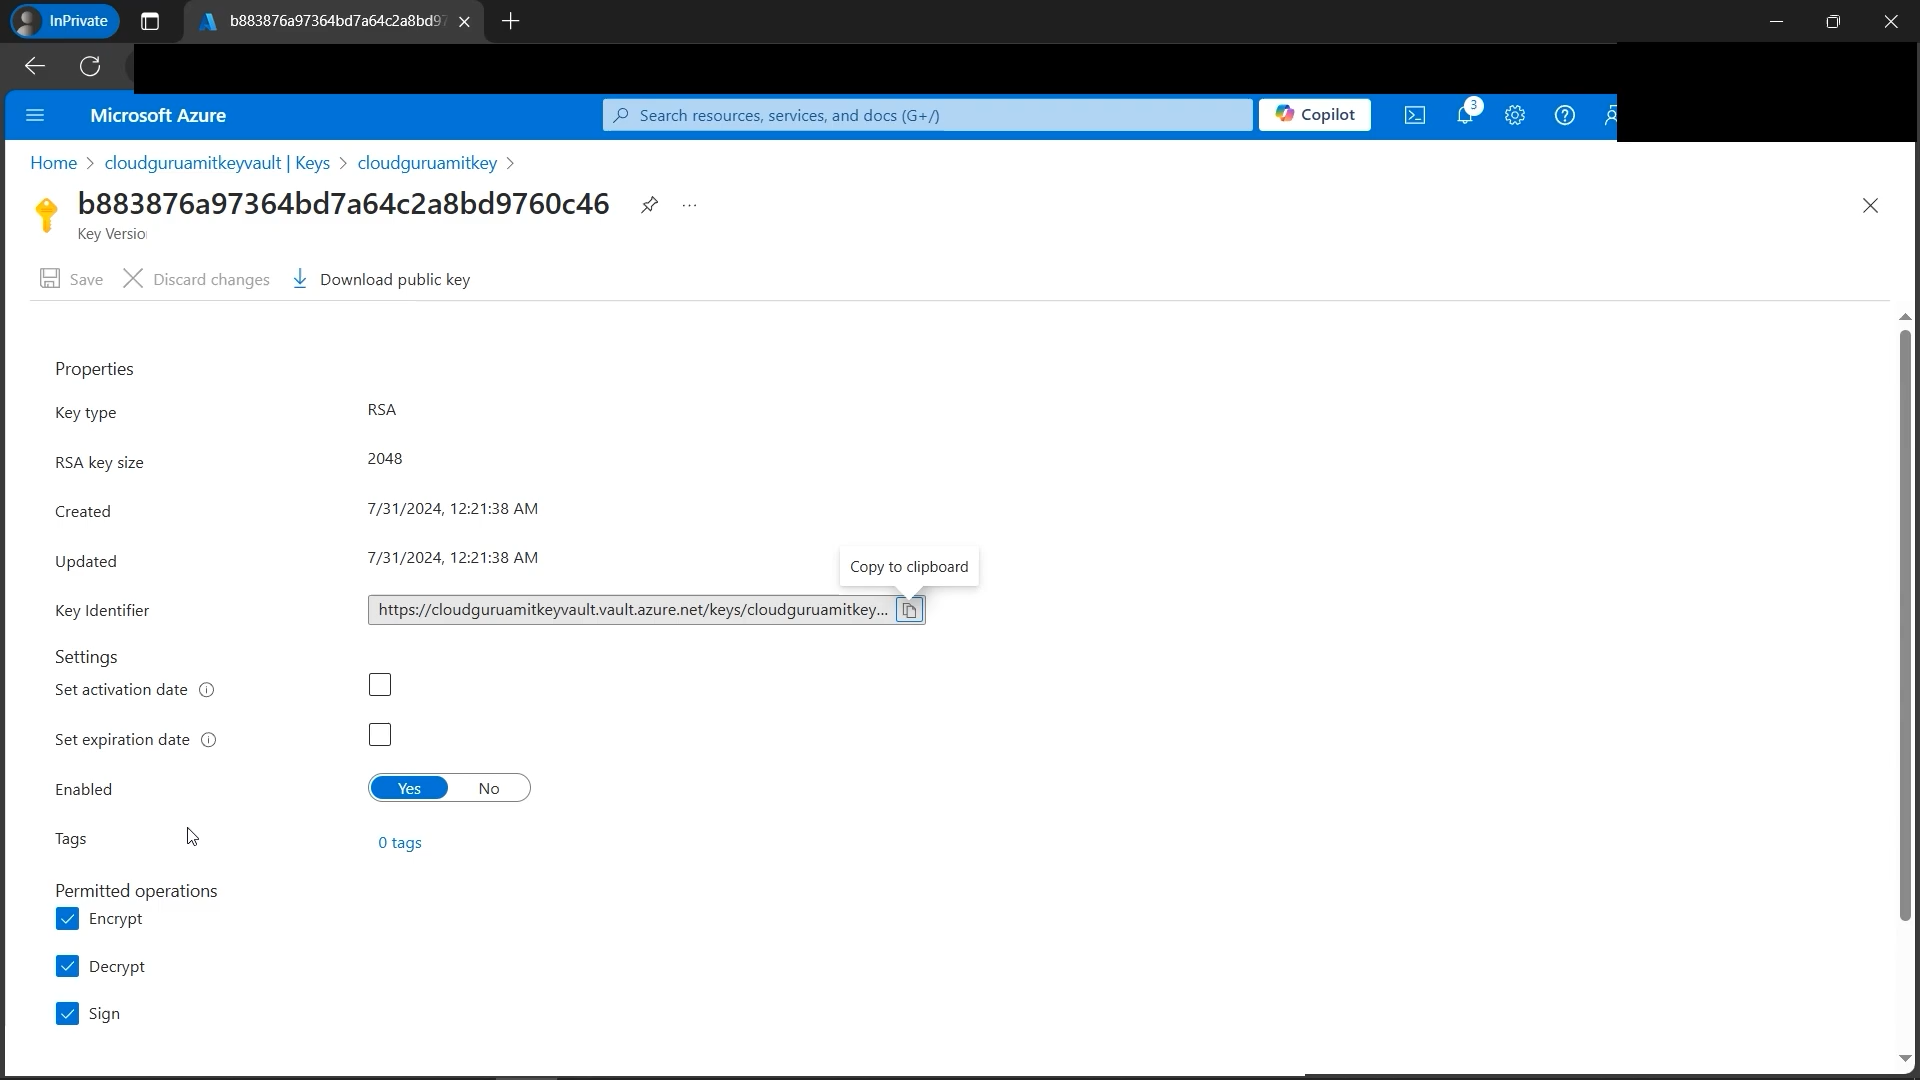 InPrivate
b883876a97364bd7a64c2a8bd97
Microsoft Azure
Search resources, services, and docs (G+/)
Copilot
3
Home > cloudguruamitkeyvault | Keys > cloudguruamitkey >
b883876a97364bd7a64c2a8bd9760c46
...
Key Versio
Save
Discard changes
Download public key
Properties
Key type
RSA
RSA key size
2048
Created
7/31/2024, 12:21:38 AM
Updated
7/31/2024, 12:21:38 AM
Copy to clipboard
Key Identifier
https://cloudguruamitkeyvault.vault.azure.net/keys/cloudguruamitkey...
Settings
Set activation date
Set expiration date
Enabled
Yes
No
Tags
0 tags
Permitted operations
Encrypt
Decrypt
Sign